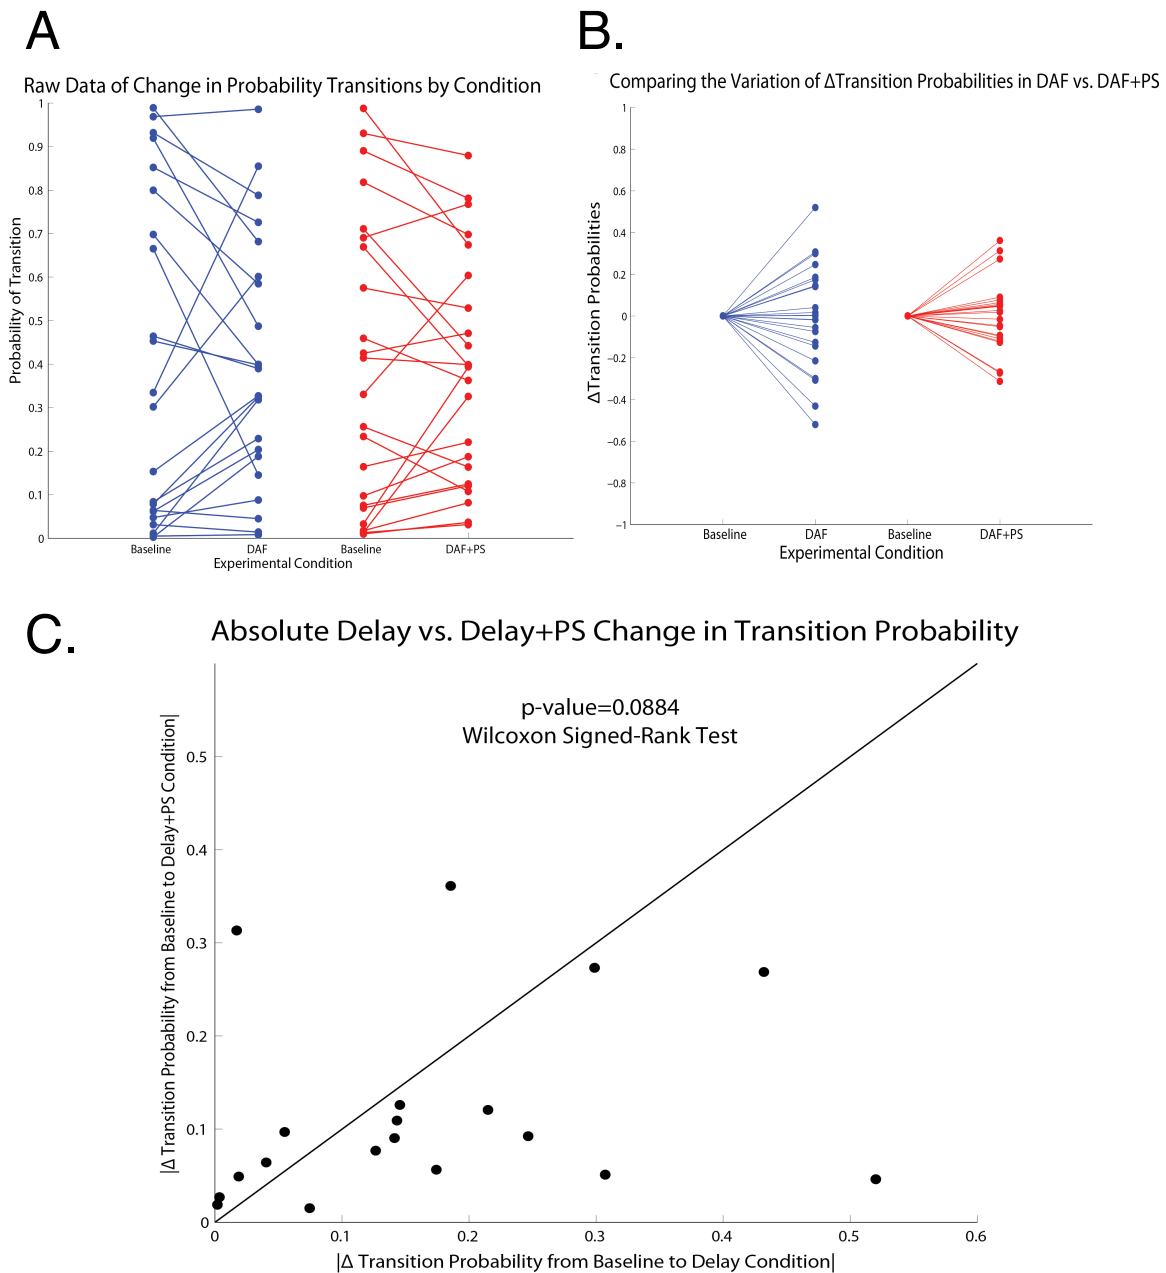 A
Raw Data of Change in Probability Transitions by Condition
Probability of Transition
1
0.9
0.8
0.7
0.6
0.5
0.4
0.3
0.2
0.1
0
Baseline DAF Baseline DAF+PS
Experimental Condition
B.
Comparing the Variation of ΔTransition Probabilities in DAF vs. DAF+PS
ΔTransition Probabilities
1
0.8
0.6
0.4
0.2
0
−0.2
−0.4
−0.6
−0.8
−1
Baseline DAF Baseline DAF+PS
Experimental Condition
C.
Absolute Delay vs. Delay+PS Change in Transition Probability
p-value=0.0884
Wilcoxon Signed-Rank Test
|Δ Transition Probability from Baseline to Delay+PS Condition|
0.5
0.4
0.3
0.2
0.1
0
0 0.1 0.2 0.3 0.4 0.5 0.6
|Δ Transition Probability from Baseline to Delay Condition|